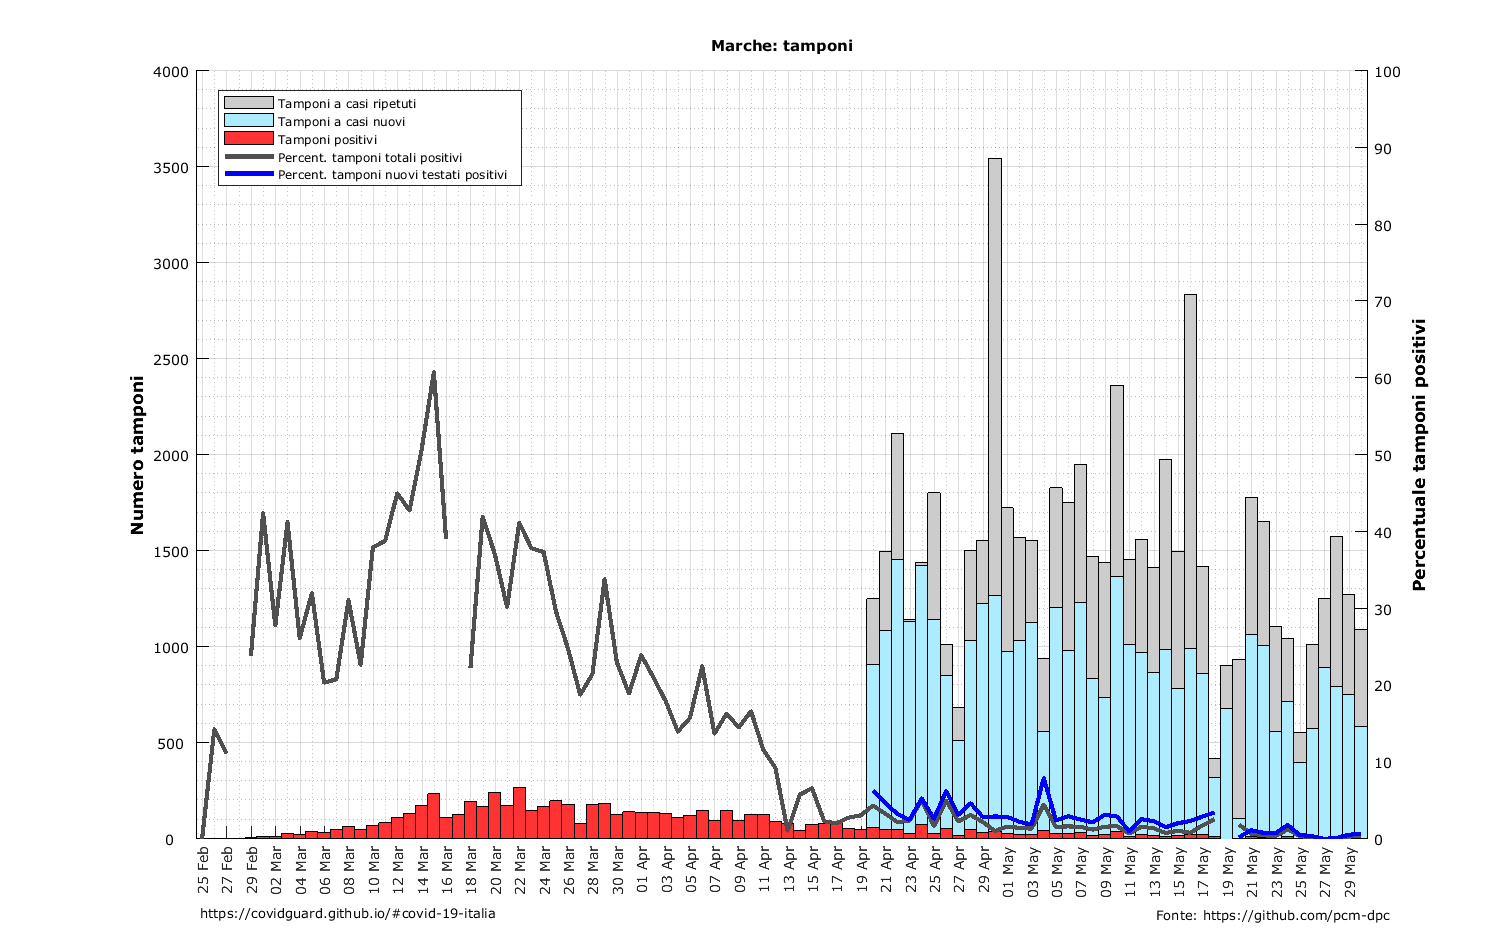 Marche: tamponi
Tamponi a casi ripetuti
Tamponi a casi nuovi
Tamponi positivi
Percent. tamponi totali positivi
Percent. tamponi nuovi testati positivi
Numero tamponi
4000
3500
3000
2500
2000
1500
1000
500
0
Percentuale tamponi positivi
100
90
80
70
60
50
40
30
20
10
0
25 Feb
27 Feb
29 Feb
02 Mar
04 Mar
06 Mar
08 Mar
10 Mar
12 Mar
14 Mar
16 Mar
18 Mar
20 Mar
22 Mar
24 Mar
26 Mar
28 Mar
30 Mar
01 Apr
03 Apr
05 Apr
07 Apr
09 Apr
11 Apr
13 Apr
15 Apr
17 Apr
19 Apr
21 Apr
23 Apr
25 Apr
27 Apr
29 Apr
01 May
03 May
05 May
07 May
09 May
11 May
13 May
15 May
17 May
19 May
21 May
23 May
25 May
27 May
29 May
https://covidguard.github.io/#covid-19-italia
Fonte: https://github.com/pcm-dpc